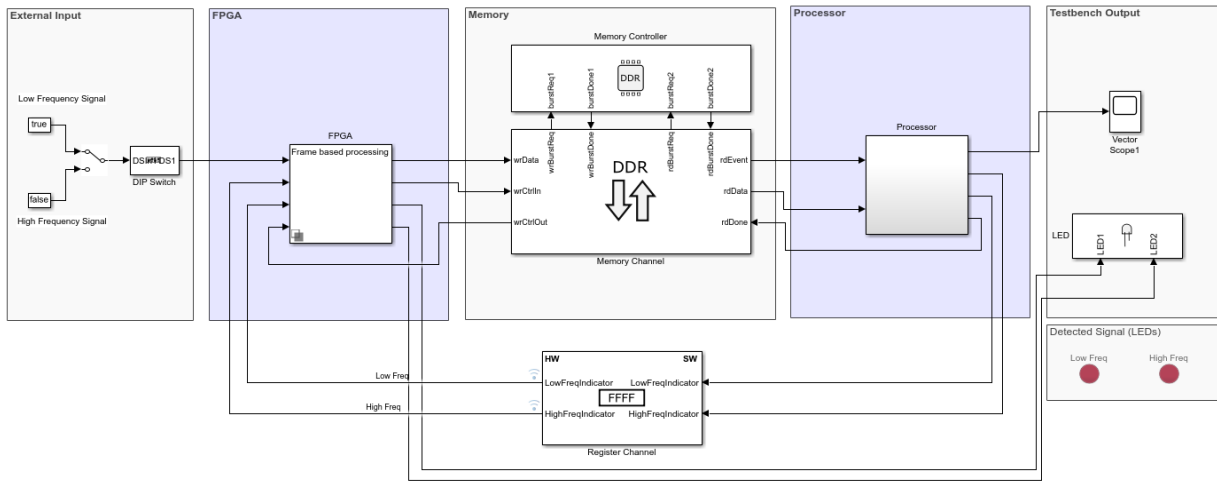 External Input
FPGA
Memory
Processor
Testbench Output
Memory Controller
burstReq1
burstDone1
DDR
burstReq2
burstDone2
Low Frequency Signal
true
false
High Frequency Signal
DS1
DIP Switch
FPGA
Frame based processing
wrData
wrCtrlIn
wrCtrlOut
wrBurstReq
wrBurstDone
rdBurstReq
rdBurstDone
DDR
rdEvent
rdData
rdDone
Memory Channel
Processor
Vector
Scope1
LED
LED1
LED2
Detected Signal (LEDs)
Low Freq
High Freq
HW
SW
Low Freq
LowFreqIndicator
LowFreqIndicator
FFFF
High Freq
HighFreqIndicator
HighFreqIndicator
Register Channel